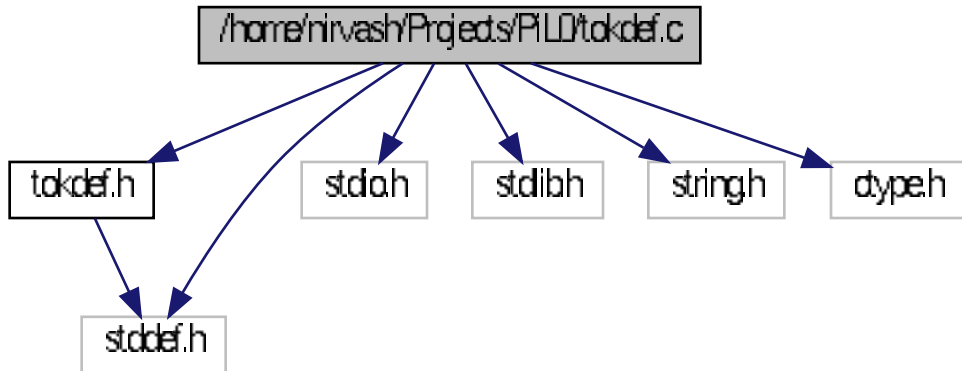 /home/nirvash/Projects/PiL0/tokdef.c
tokdef.h
stdio.h
stdlib.h
string.h
ctype.h
stddef.h